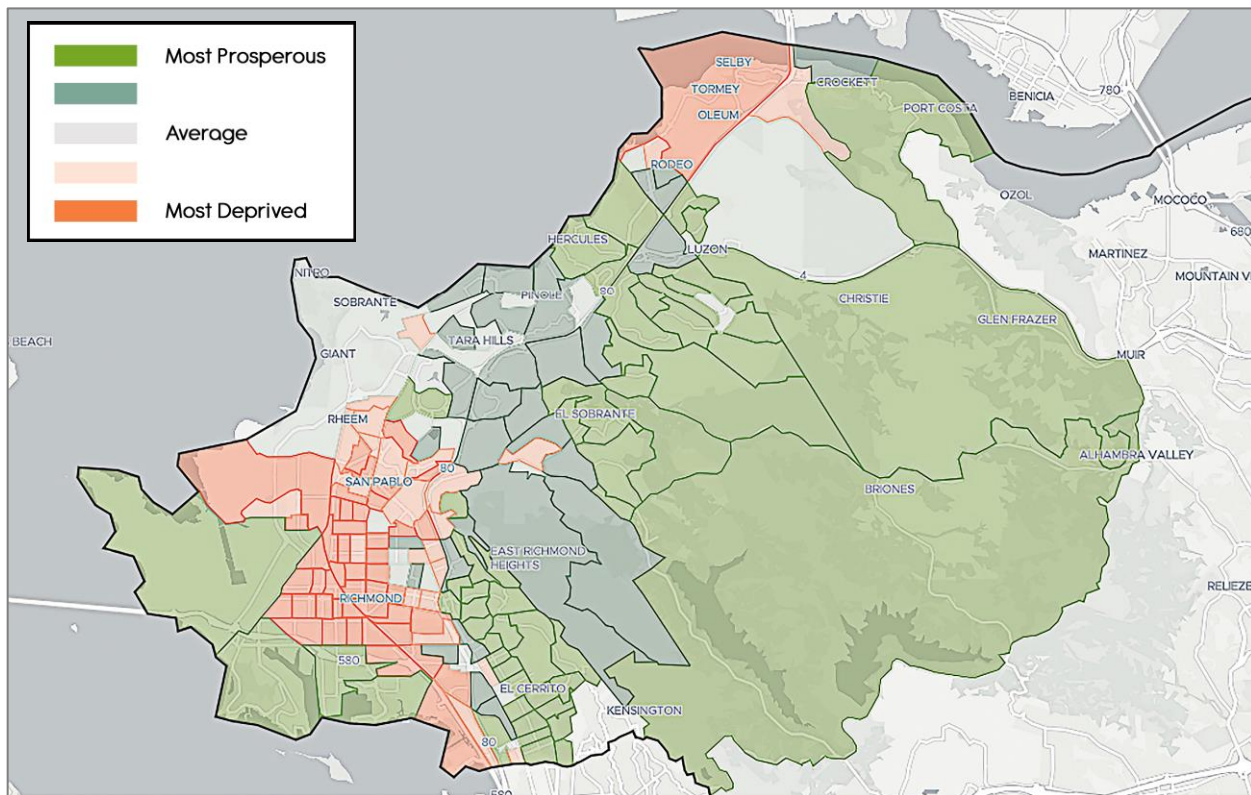 Most Prosperous
Average
Most Deprived
SELBY
CROCKETT
780
TORMEY
BENICIA
PORT COSTA
OLEUM
RODEO
OZOL
MOCOCO
680
HERCULES
LUZON
MARTINEZ
NITRO
4
MOUNTAIN V
SOBRANTE
PINOLE
80
CHRISTIE
GLEN FRAZER
S BEACH
TARA HILLS
GIANT
MUIR
RHEEM
EL SOBRANTE
ALHAMBRA VALLEY
80
SAN PABLO
BRIONES
EAST RICHMOND
HEIGHTS
RELIEZ
RICHMOND
580
EL CERRITO
KENSINGTON
80
580